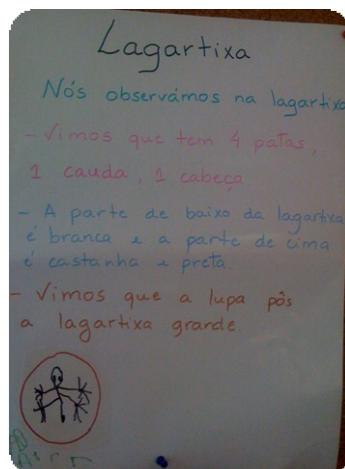 Lagartixa
Nós observámos na lagartixa
- Vimos que tem 4 patas,
1 cauda, 1 cabeça
- A parte de baixo da lagartixa
é branca e a parte de cima
é castanha e preta.
- Vimos que a lupa pôs
a lagartixa grande.